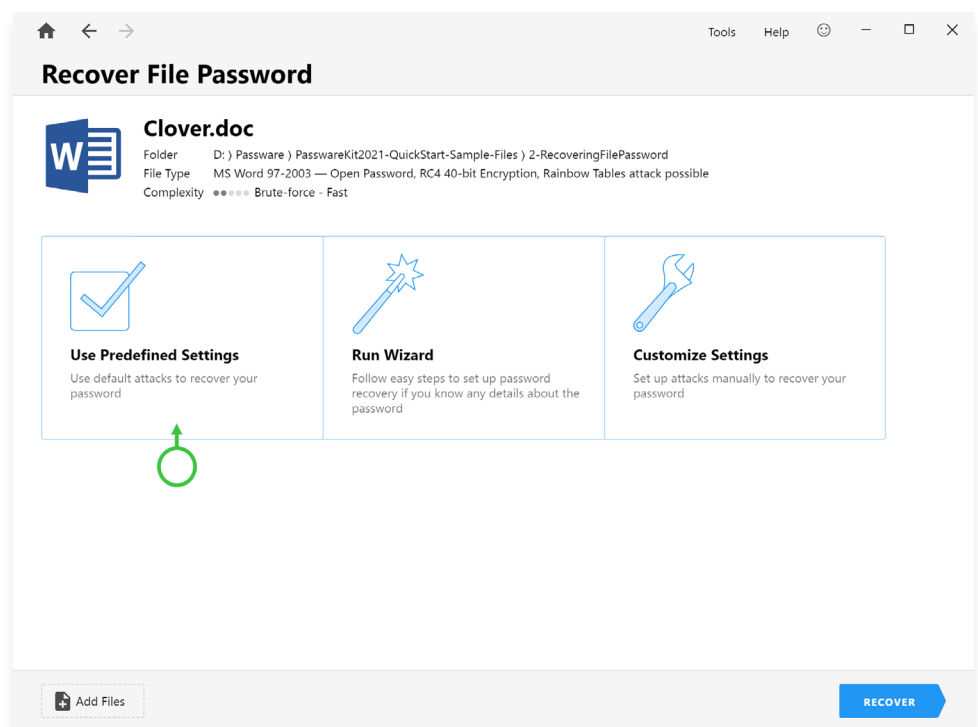 Tools Help
Recover File Password
W
Clover.doc
Folder D: ⟩ Passware ⟩ PasswareKit2021-QuickStart-Sample-Files ⟩ 2-RecoveringFilePassword
File Type MS Word 97-2003 — Open Password, RC4 40-bit Encryption, Rainbow Tables attack possible
Complexity Brute-force - Fast
Use Predefined Settings
Use default attacks to recover your
password
Run Wizard
Follow easy steps to set up password
recovery if you know any details about the
password
Customize Settings
Set up attacks manually to recover your
password
Add Files
RECOVER